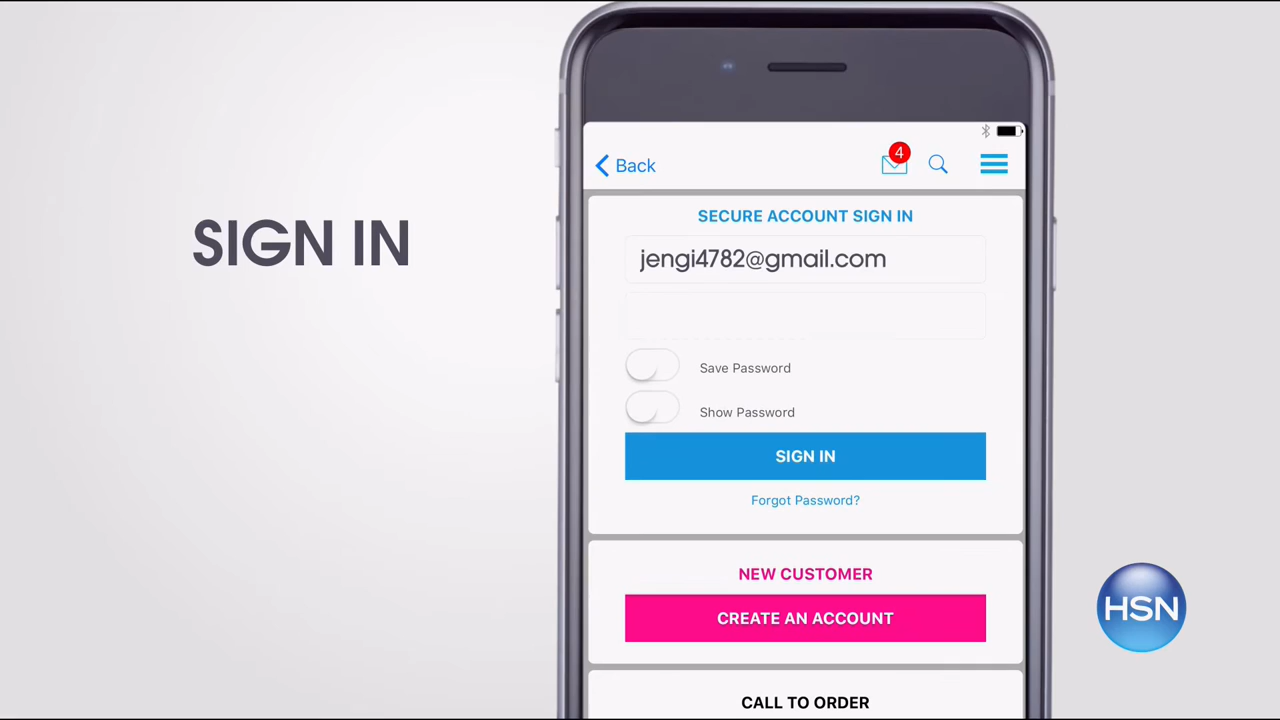 SIGN IN
4
Back
SECURE ACCOUNT SIGN IN
jengi4782@gmail.com
Save Password
Show Password
SIGN IN
Forgot Password?
NEW CUSTOMER
CREATE AN ACCOUNT
HSN
CALL TO ORDER